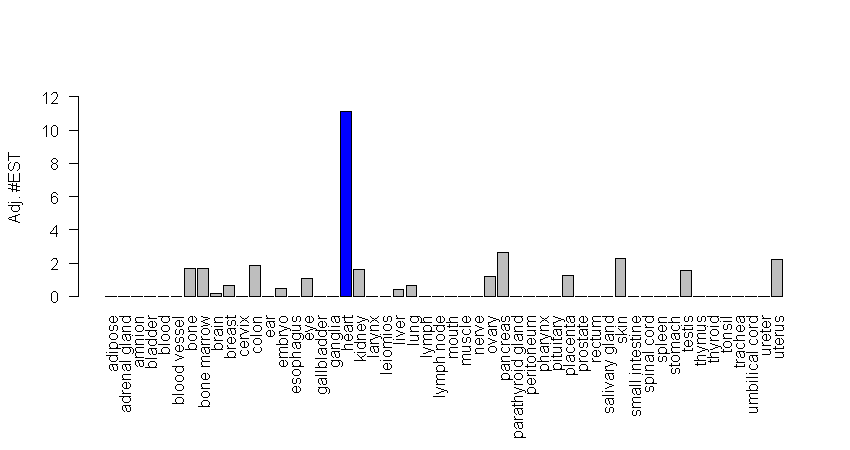 Adj. #EST
12
10
8
6
4
2
0
adipose
adrenal gland
amnion
bladder
blood
blood vessel
bone
bone marrow
brain
breast
cervix
colon
ear
embryo
esophagus
eye
gallbladder
ganglia
heart
kidney
larynx
leiomios
liver
lung
lymph
lymph node
mouth
muscle
nerve
ovary
pancreas
parathyroid gland
peritoneum
pharynx
pituitary
placenta
prostate
rectum
salivary gland
skin
small intestine
spinal cord
spleen
stomach
testis
thymus
thyroid
tonsil
trachea
umbilical cord
ureter
uterus